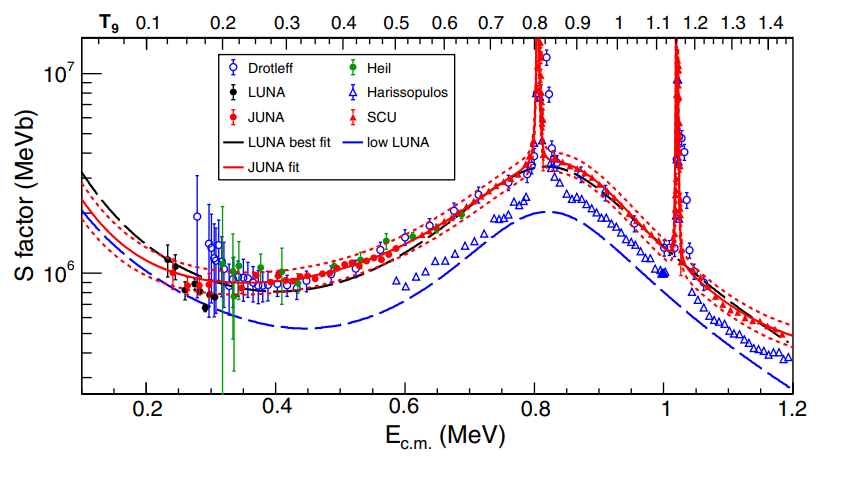 T9 0.1 0.2 0.3 0.4 0.5 0.6 0.7 0.8 0.9 1 1.1 1.2 1.3 1.4
10^7
10^6
S factor (MeVb)
Drotleff Heil
LUNA Harissopulos
JUNA SCU
LUNA best fit low LUNA
JUNA fit
0.2 0.4 0.6 0.8 1 1.2
Ec.m. (MeV)